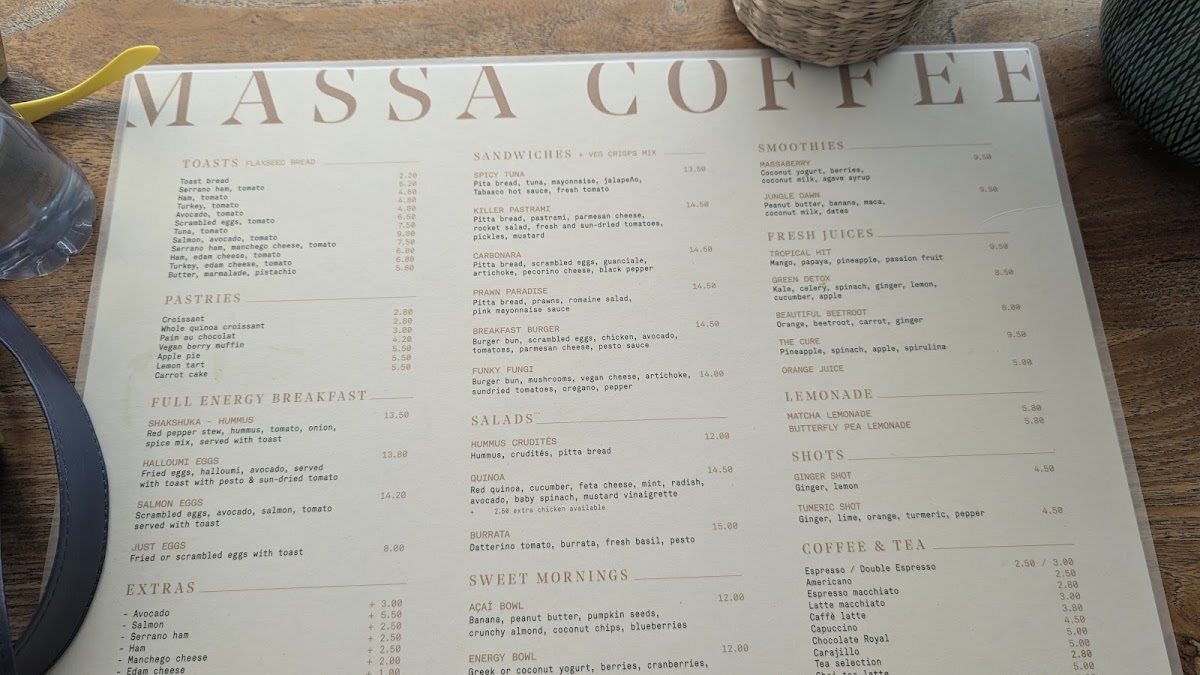 MASSA COFFEE
TOASTS FLAXSEED BREAD
Toast bread 2.20
Serrano ham, tomato 6.20
Ham, tomato 4.80
Turkey, tomato 4.80
Avocado, tomato 4.90
Scrambled eggs, tomato 6.60
Tuna, tomato 7.50
Salmon, avocado, tomato 9.80
Serrano ham, manchego cheese, tomato 7.50
Ham, edam cheese, tomato 6.00
Turkey, edam cheese, tomato 6.00
Butter, marmalade, pistachio 5.80
PASTRIES
Croissant 2.80
Whole quinoa croissant 2.80
Pain au chocolat 3.00
Vegan berry muffin 4.20
Apple pie 5.50
Lemon tart 5.50
Carrot cake 5.50
FULL ENERGY BREAKFAST
SHAKSHUKA - HUMMUS 13.50
Red pepper stew, hummus, tomato, onion,
spice mix, served with toast
HALLOUMI EGGS 13.80
Fried eggs, halloumi, avocado, served
with toast with pesto & sun-dried tomato
SALMON EGGS 14.20
Scrambled eggs, avocado, salmon, tomato
served with toast
JUST EGGS 8.00
Fried or scrambled eggs with toast
EXTRAS
- Avocado + 3.00
- Salmon + 5.50
- Serrano ham + 2.50
- Ham + 2.50
- Manchego cheese + 2.00
- Edam cheese + 1.00
SANDWICHES + VEG CRISPS MIX
SPICY TUNA 13.50
Pita bread, tuna, mayonnaise, jalapeño,
Tabasco hot sauce, fresh tomato
KILLER PASTRAMI 14.50
Pitta bread, pastrami, parmesan cheese,
rocket salad, fresh and sun-dried tomatoes,
pickles, mustard
CARBONARA 14.50
Pitta bread, scrambled eggs, guanciale,
artichoke, pecorino cheese, black pepper
PRAWN PARADISE 14.50
Pitta bread, prawns, romaine salad,
pink mayonnaise sauce
BREAKFAST BURGER 14.50
Burger bun, scrambled eggs, chicken, avocado,
tomatoes, parmesan cheese, pesto sauce
FUNKY FUNGI
Burger bun, mushrooms, vegan cheese, artichoke, 14.00
sundried tomatoes, oregano, pepper
SALADS
HUMMUS CRUDITÉS 12.00
Hummus, crudités, pitta bread
QUINOA 14.50
Red quinoa, cucumber, feta cheese, mint, radish,
avocado, baby spinach, mustard vinaigrette
+ 2.50 extra chicken available
BURRATA 15.00
Datterino tomato, burrata, fresh basil, pesto
SWEET MORNINGS
AÇAÍ BOWL 12.00
Banana, peanut butter, pumpkin seeds,
crunchy almond, coconut chips, blueberries
ENERGY BOWL 12.00
Greek or coconut yogurt, berries, cranberries,
SMOOTHIES
MASSABERRY 9.50
Coconut yogurt, berries,
coconut milk, agave syrup
JUNGLE DAWN 9.50
Peanut butter, banana, maca,
coconut milk, dates
FRESH JUICES
TROPICAL HIT 9.50
Mango, papaya, pineapple, passion fruit
GREEN DETOX 8.50
Kale, celery, spinach, ginger, lemon,
cucumber, apple
BEAUTIFUL BEETROOT 8.00
Orange, beetroot, carrot, ginger
THE CURE 9.50
Pineapple, spinach, apple, spirulina
ORANGE JUICE 5.00
LEMONADE
MATCHA LEMONADE 5.80
BUTTERFLY PEA LEMONADE 5.00
SHOTS
GINGER SHOT 4.50
Ginger, lemon
TUMERIC SHOT 4.50
Ginger, lime, orange, turmeric, pepper
COFFEE & TEA
Espresso / Double Espresso 2.50 / 3.00
Americano 2.50
Espresso macchiato 2.80
Latte macchiato 3.00
Caffè latte 3.80
Capuccino 4.50
Chocolate Royal 5.00
Carajillo 5.00
Tea selection 2.80
Chai tea latte 5.00